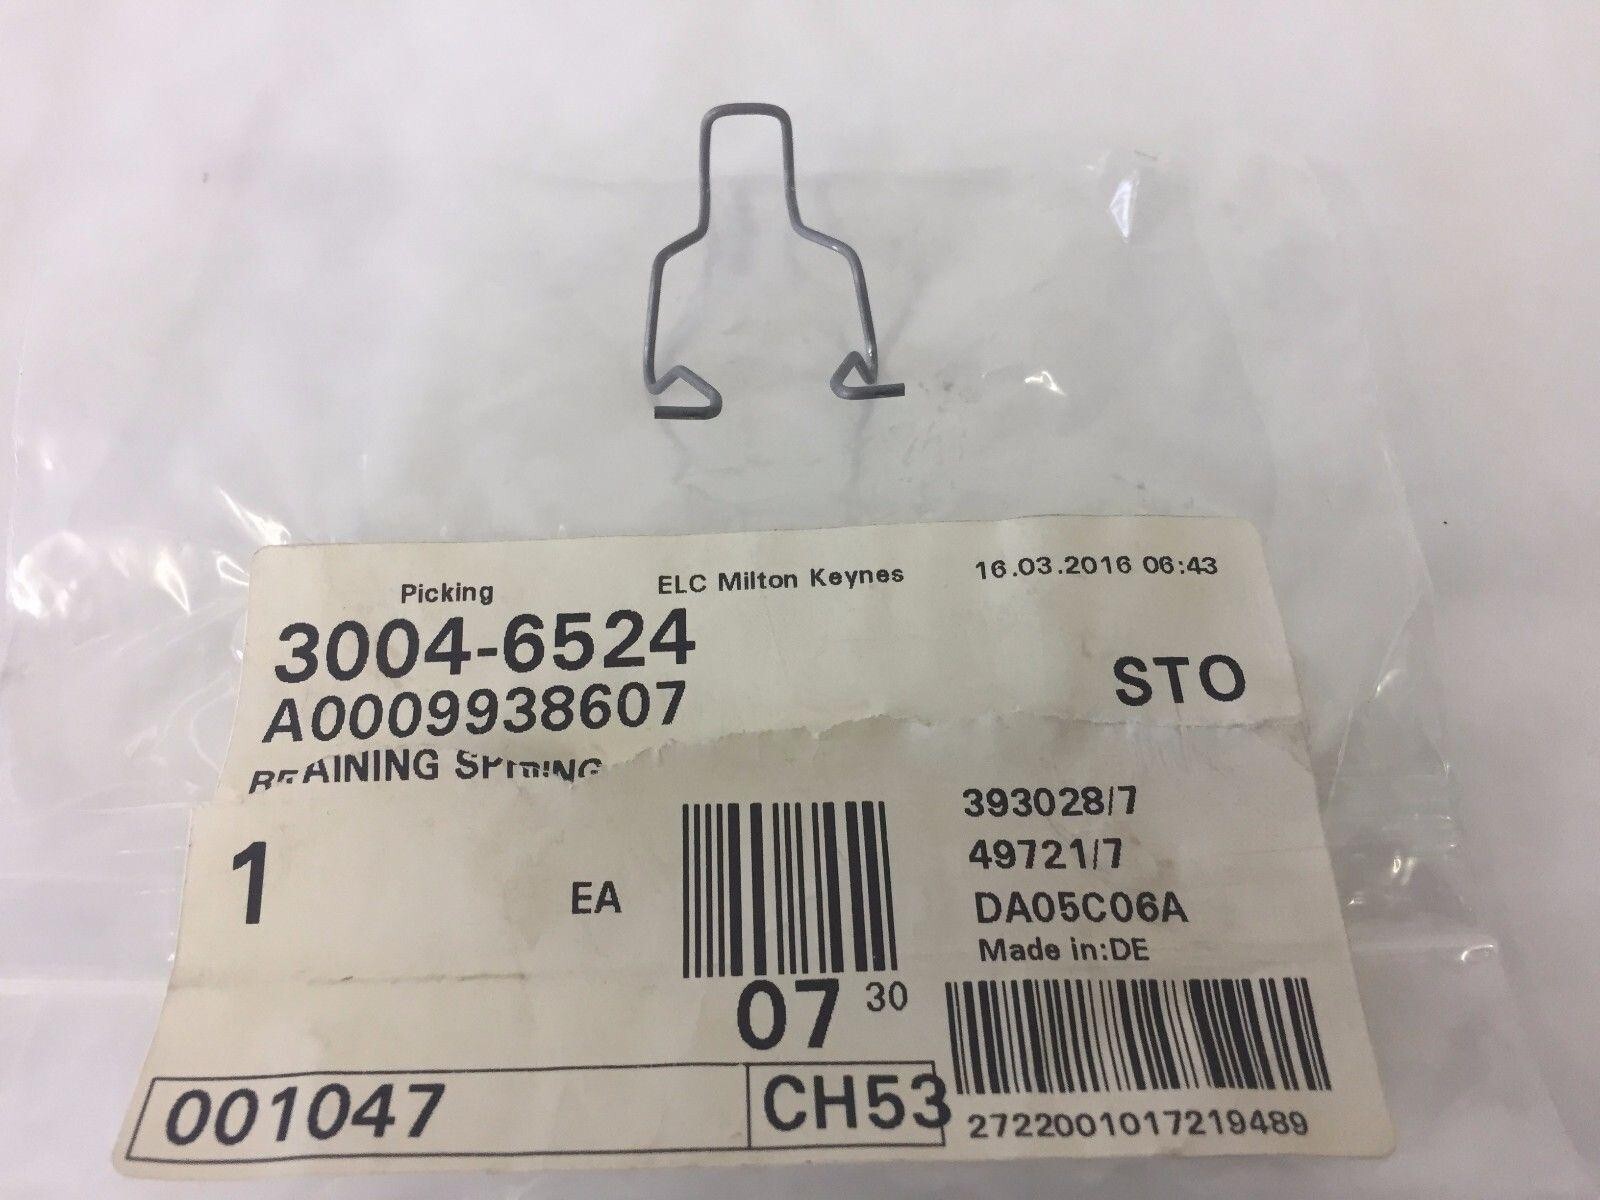 Picking ELC Milton Keynes 16.03.2016 06:43
3004-6524
STO
A0009938607
AINING
393028/7
49721/7
1 EA
DA05C06A
Made in:DE
07 30
001047 CH53
2722001017219489